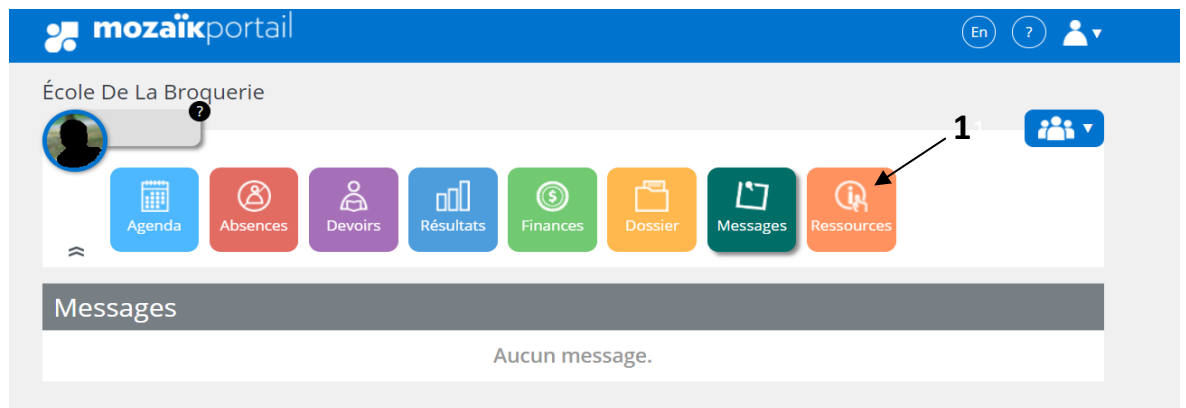 mozaïkportail
En ?
École De La Broquerie
?
1
Agenda Absences Devoirs Résultats Finances Dossier Messages Ressources
Messages
Aucun message.